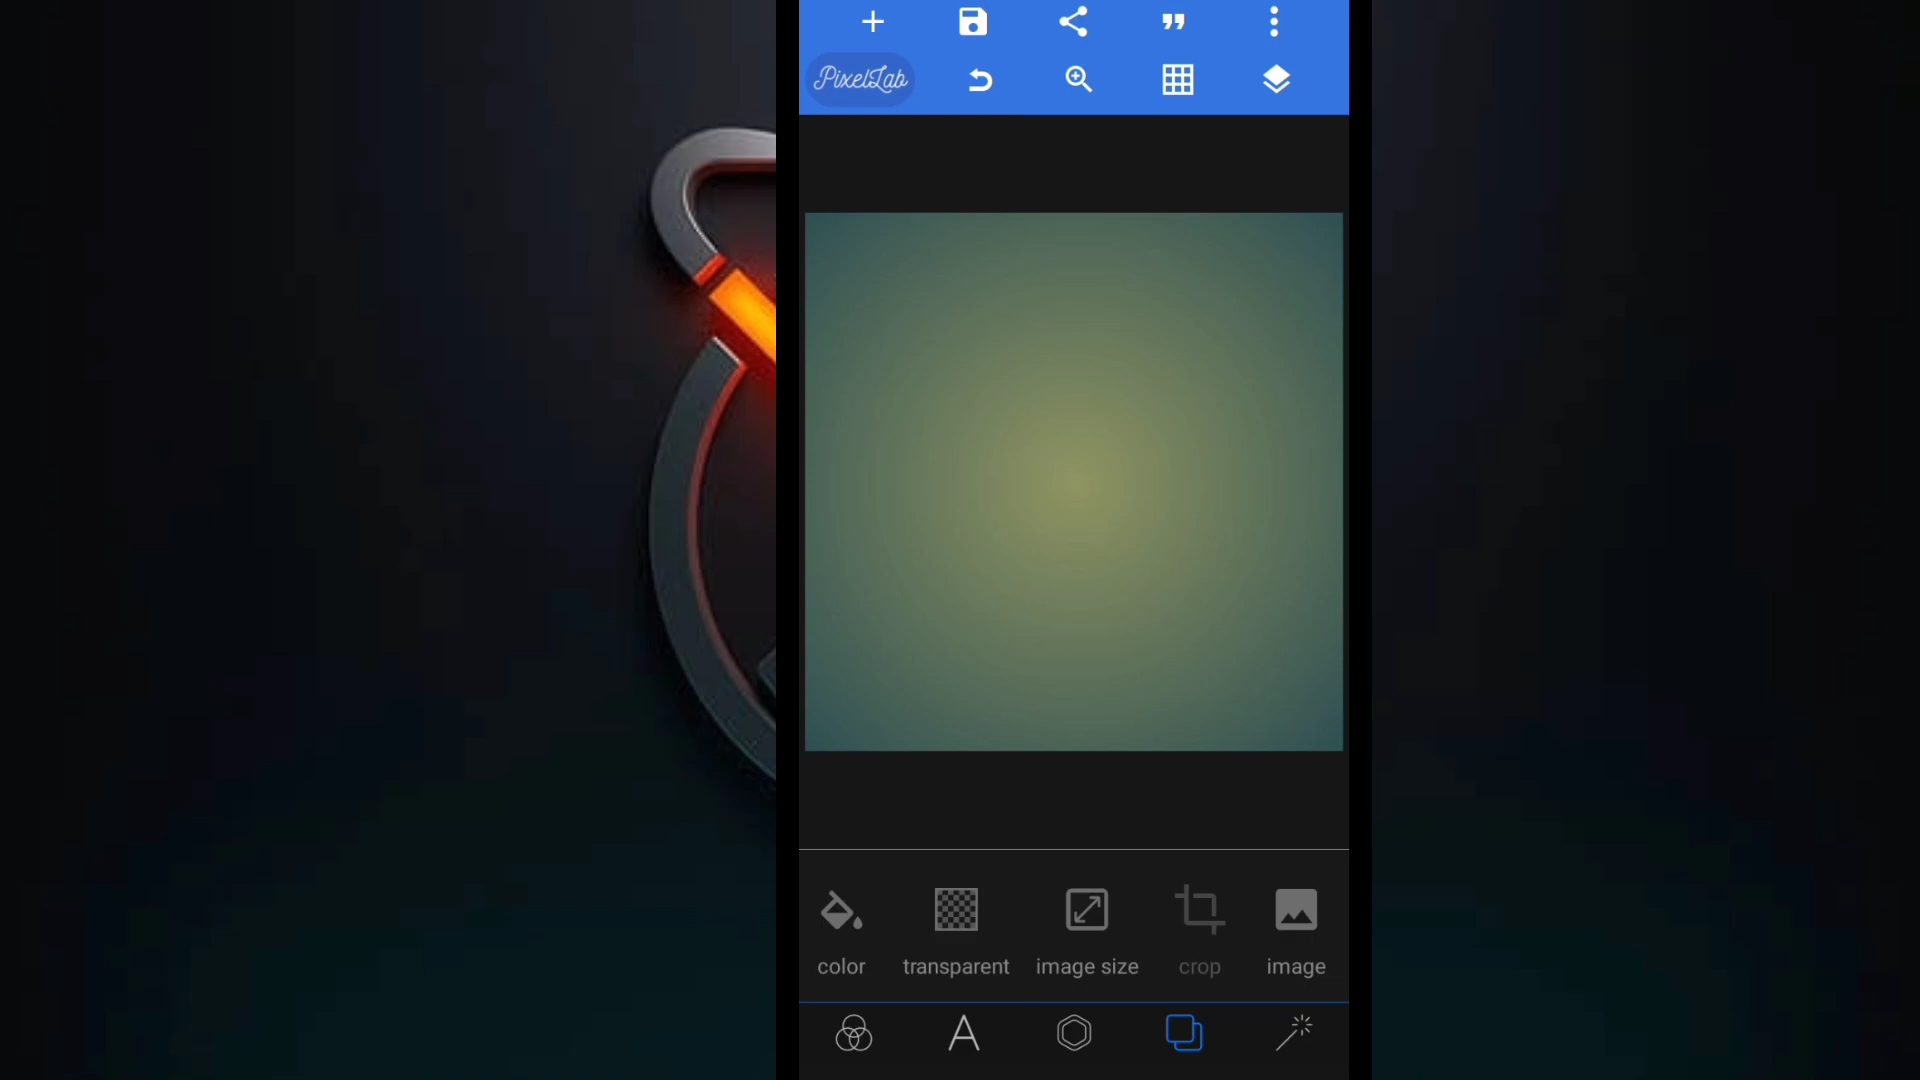 PixelLab
color
transparent
image size
crop
image